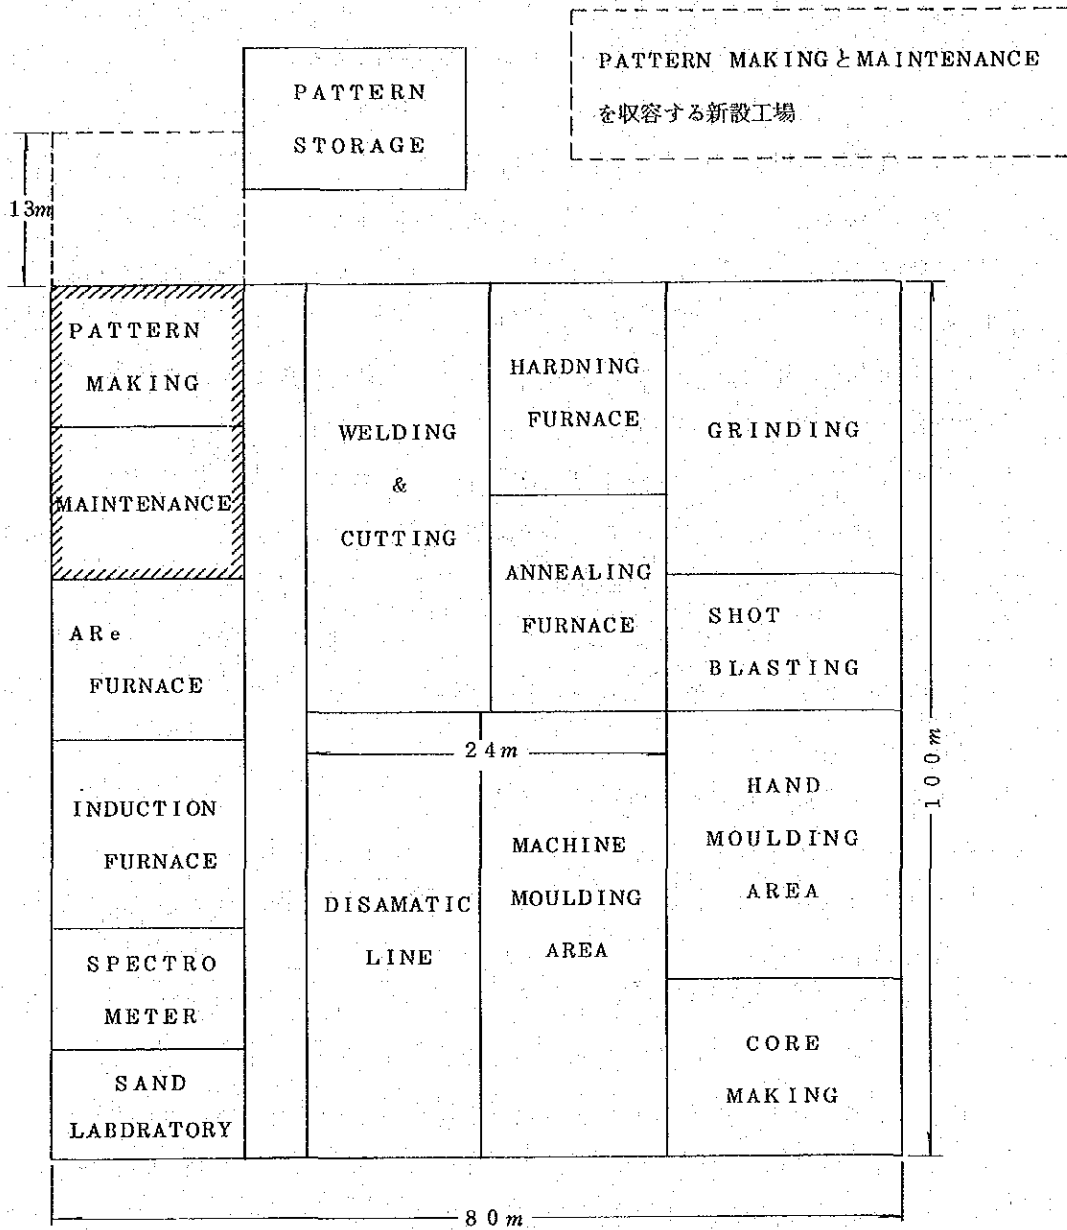 PATTERN
STORAGE
PATTERN MAKINGとMAINTENANCE
を収容する新設工場
13m
PATTERN
MAKING
MAINTENANCE
ARe
FURNACE
INDUCTION
FURNACE
SPECTRO
METER
SAND
LABDRATORY
WELDING
&
CUTTING
HARDNING
FURNACE
ANNEALING
FURNACE
GRINDING
SHOT
BLASTING
24m
DISAMATIC
LINE
MACHINE
MOULDING
AREA
HAND
MOULDING
AREA
CORE
MAKING
100m
80m